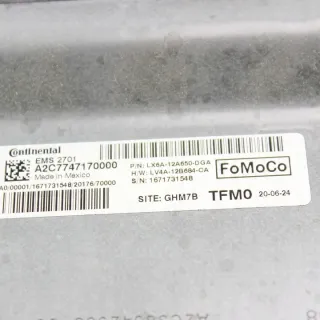 Continental
EMS 2701
A2C7747170000
Made in Mexico
P/N: LX6A-12A650-DGA
H/W: LV4A-12B684-CA
S/N: 1671731548
FoMoCo
A0:00001/1671731548/20176/70000
SITE: GHM7B TFM0 20-06-24